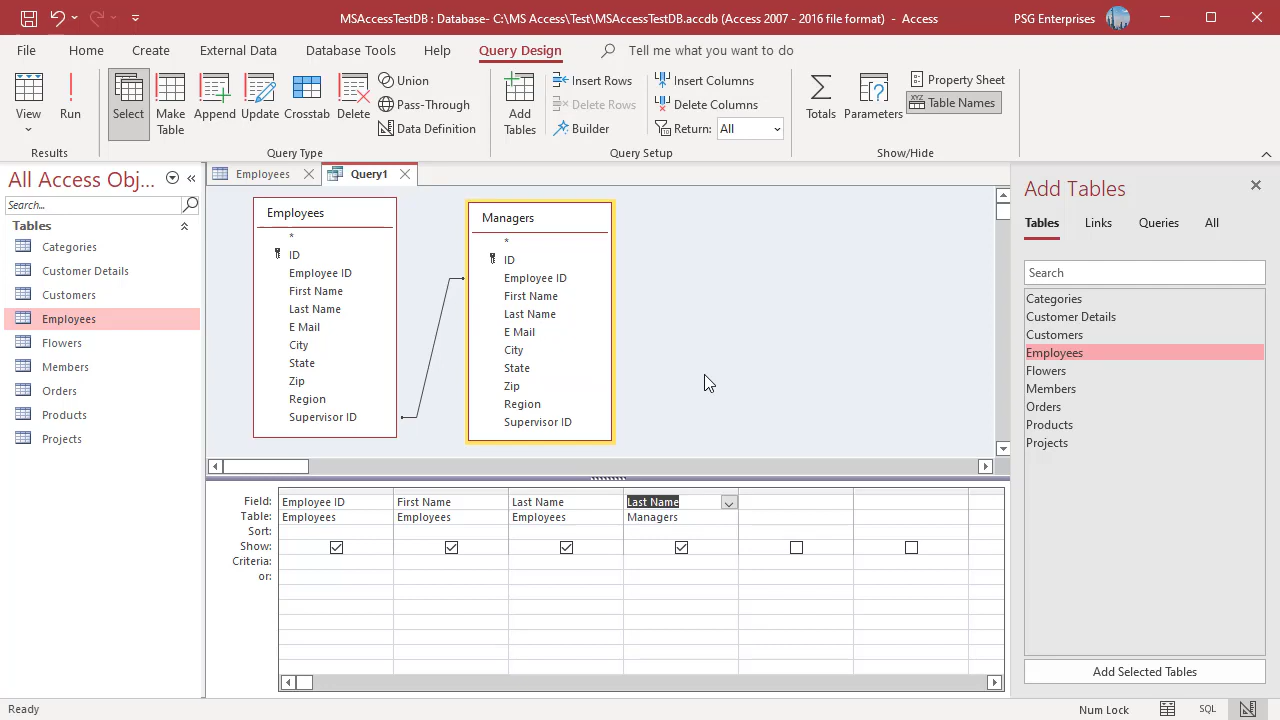 MSAccessTestDB : Database- C:\MS Access\Test\MSAccessTestDB.accdb (Access 2007 - 2016 file format) - Access
PSG Enterprises
File Home Create External Data Database Tools Help Query Design Tell me what you want to do
View
Run
Results
Select
Make Table
Append
Update
Crosstab
Delete
Union
Pass-Through
Data Definition
Query Type
Add Tables
Insert Rows
Delete Rows
Builder
Insert Columns
Delete Columns
Return: All
Query Setup
Totals
Parameters
Property Sheet
XYZ Table Names
Show/Hide
All Access Obj...
Search...
Tables
Categories
Customer Details
Customers
Employees
Flowers
Members
Orders
Products
Projects
Employees
Query1
Employees
*
ID
Employee ID
First Name
Last Name
E Mail
City
State
Zip
Region
Supervisor ID
Managers
*
ID
Employee ID
First Name
Last Name
E Mail
City
State
Zip
Region
Supervisor ID
Field: Employee ID First Name Last Name Last Name
Table: Employees Employees Employees Managers
Sort:
Show:
Criteria:
or:
Add Tables
Tables Links Queries All
Search
Categories
Customer Details
Customers
Employees
Flowers
Members
Orders
Products
Projects
Add Selected Tables
Ready
Num Lock
SQL